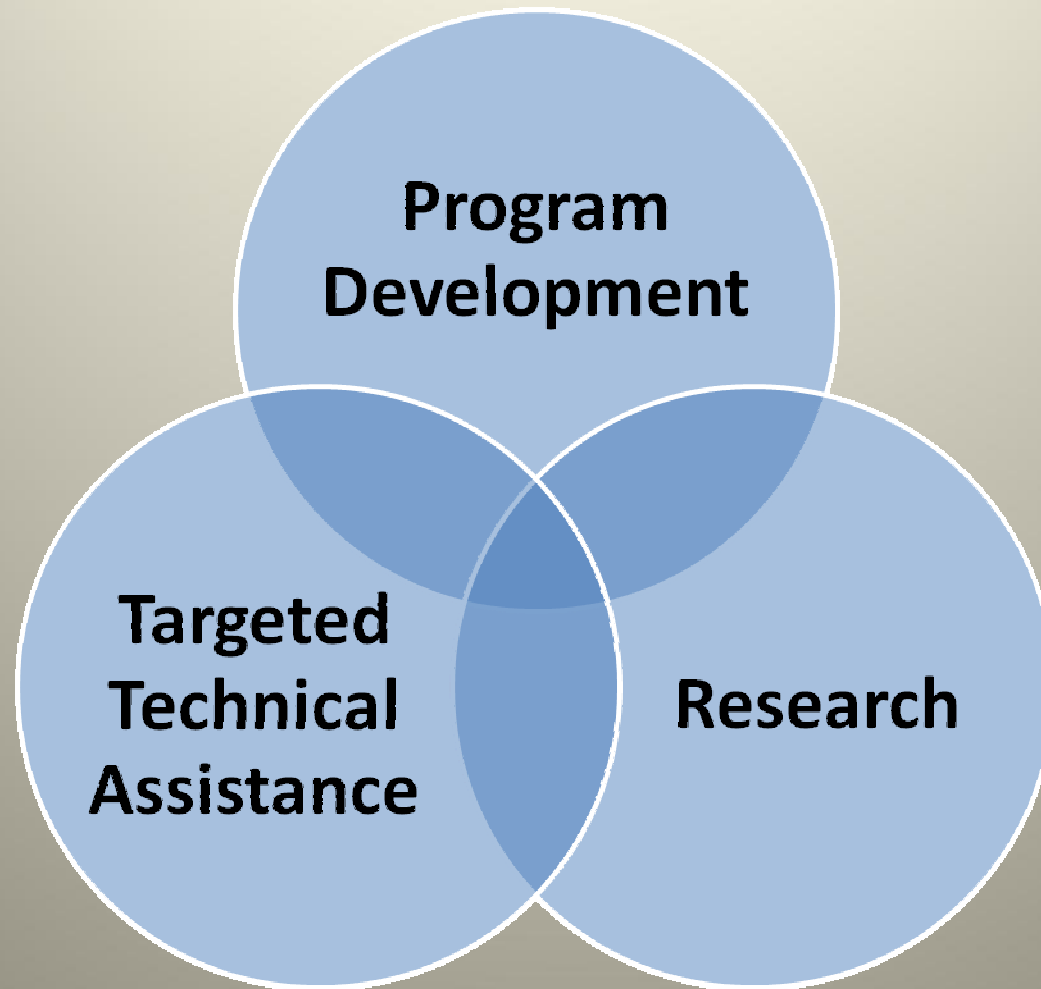 Program
Development
Targeted
Technical
Assistance
Research